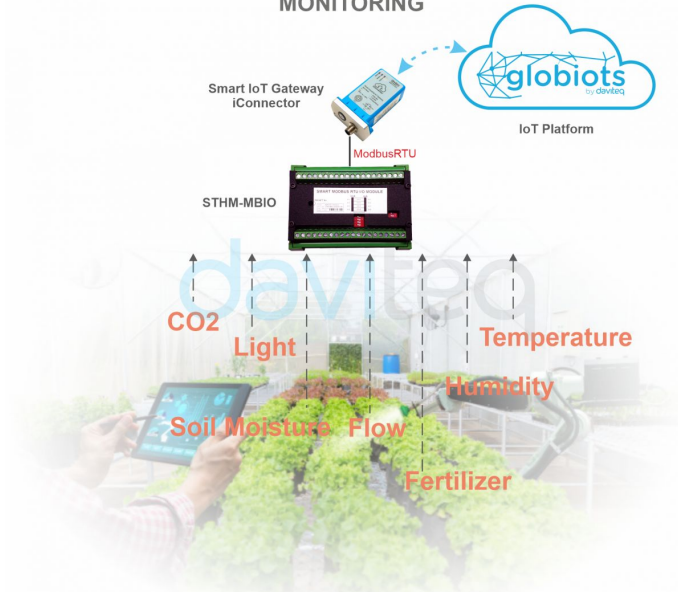 MONITORING
globiots
by daviteq
Smart IoT Gateway
iConnector
IoT Platform
ModbusRTU
SMART MODBUS RTU I/O MODULE
STHM-MBIO
daviteq
CO2
Light
Temperature
Humidity
Soil Moisture
Flow
Fertilizer